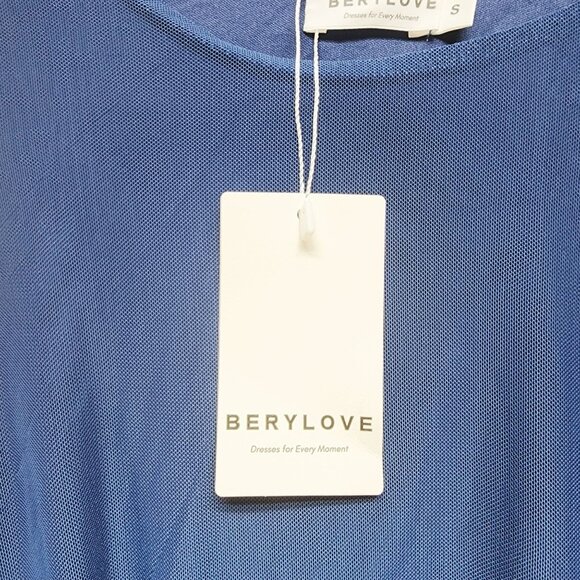 BERYLOVE
Dresses for Every Moment
S
BERYLOVE
Dresses for Every Moment